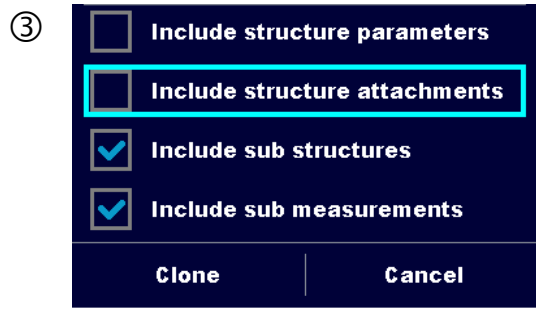 ③
Include structure parameters
Include structure attachments
Include sub structures
Include sub measurements
Clone Cancel